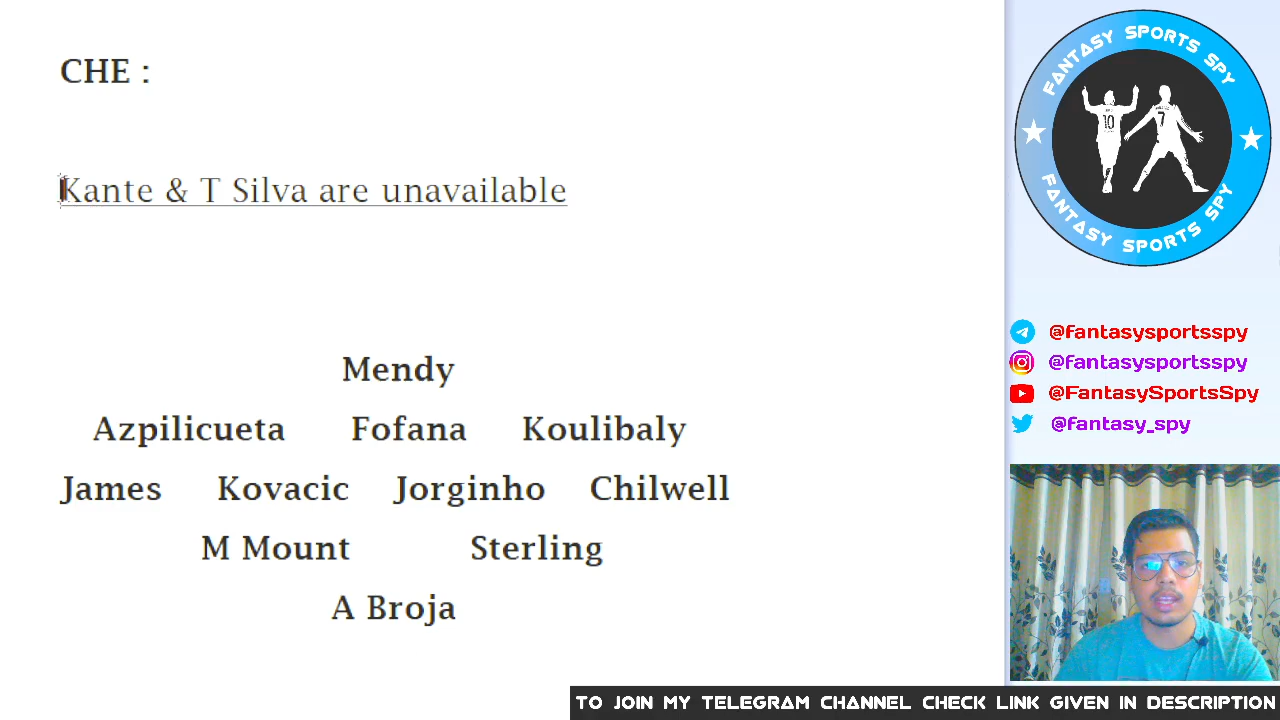 CHE :
Kante & T Silva are unavailable
Mendy
Azpilicueta Fofana Koulibaly
James Kovacic Jorginho Chilwell
M Mount Sterling
A Broja
FANTASY SPORTS SPY
10 7
FANTASY SPORTS SPY
@fantasysportsspy
@fantasysportsspy
@FantasySportsSpy
@fantasy_spy
TO JOIN MY TELEGRAM CHANNEL CHECK LINK GIVEN IN DESCRIPTION